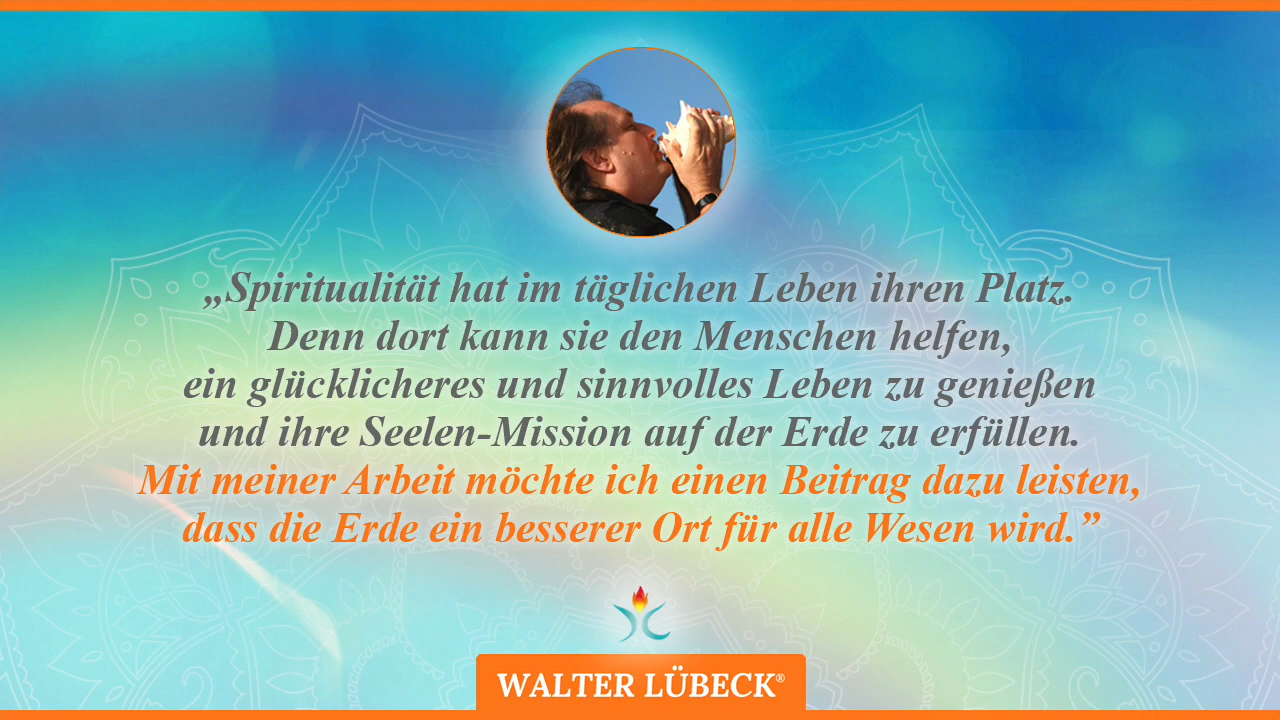 „Spiritualität hat im täglichen Leben ihren Platz.
Denn dort kann sie den Menschen helfen,
ein glücklicheres und sinnvolles Leben zu genießen
und ihre Seelen-Mission auf der Erde zu erfüllen.
Mit meiner Arbeit möchte ich einen Beitrag dazu leisten,
dass die Erde ein besserer Ort für alle Wesen wird.”
WALTER LÜBECK®